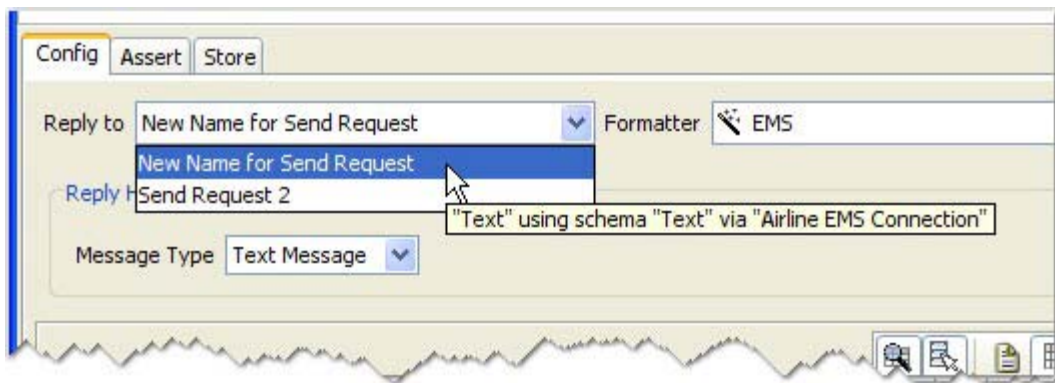 Config Assert Store
Reply to New Name for Send Request Formatter EMS
New Name for Send Request
Reply H Send Request 2
"Text" using schema "Text" via "Airline EMS Connection"
Message Type Text Message